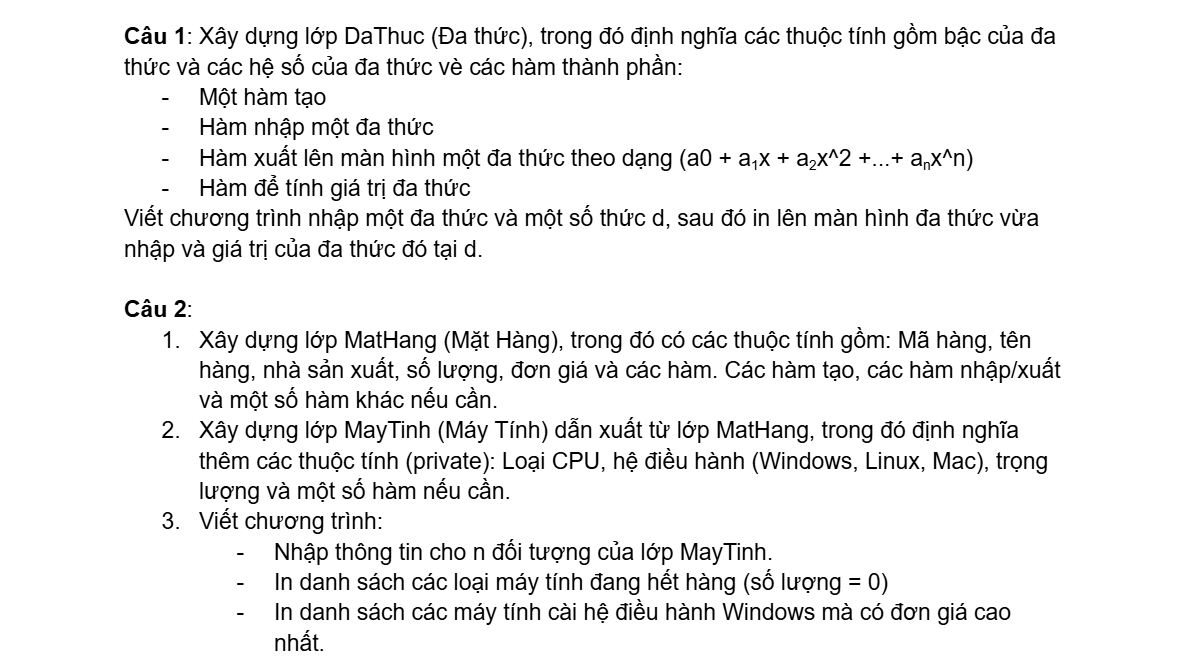 Câu 1: Xây dựng lớp DaThuc (Đa thức), trong đó định nghĩa các thuộc tính gồm bậc của đa
thức và các hệ số của đa thức vè các hàm thành phần:
- Một hàm tạo
- Hàm nhập một đa thức
- Hàm xuất lên màn hình một đa thức theo dạng (a0 + a₁x + a₂x^2 +...+ aₙx^n)
- Hàm để tính giá trị đa thức
Viết chương trình nhập một đa thức và một số thức d, sau đó in lên màn hình đa thức vừa
nhập và giá trị của đa thức đó tại d.
Câu 2:
1. Xây dựng lớp MatHang (Mặt Hàng), trong đó có các thuộc tính gồm: Mã hàng, tên
hàng, nhà sản xuất, số lượng, đơn giá và các hàm. Các hàm tạo, các hàm nhập/xuất
và một số hàm khác nếu cần.
2. Xây dựng lớp MayTinh (Máy Tính) dẫn xuất từ lớp MatHang, trong đó định nghĩa
thêm các thuộc tính (private): Loại CPU, hệ điều hành (Windows, Linux, Mac), trọng
lượng và một số hàm nếu cần.
3. Viết chương trình:
- Nhập thông tin cho n đối tượng của lớp MayTinh.
- In danh sách các loại máy tính đang hết hàng (số lượng = 0)
- In danh sách các máy tính cài hệ điều hành Windows mà có đơn giá cao
nhất.